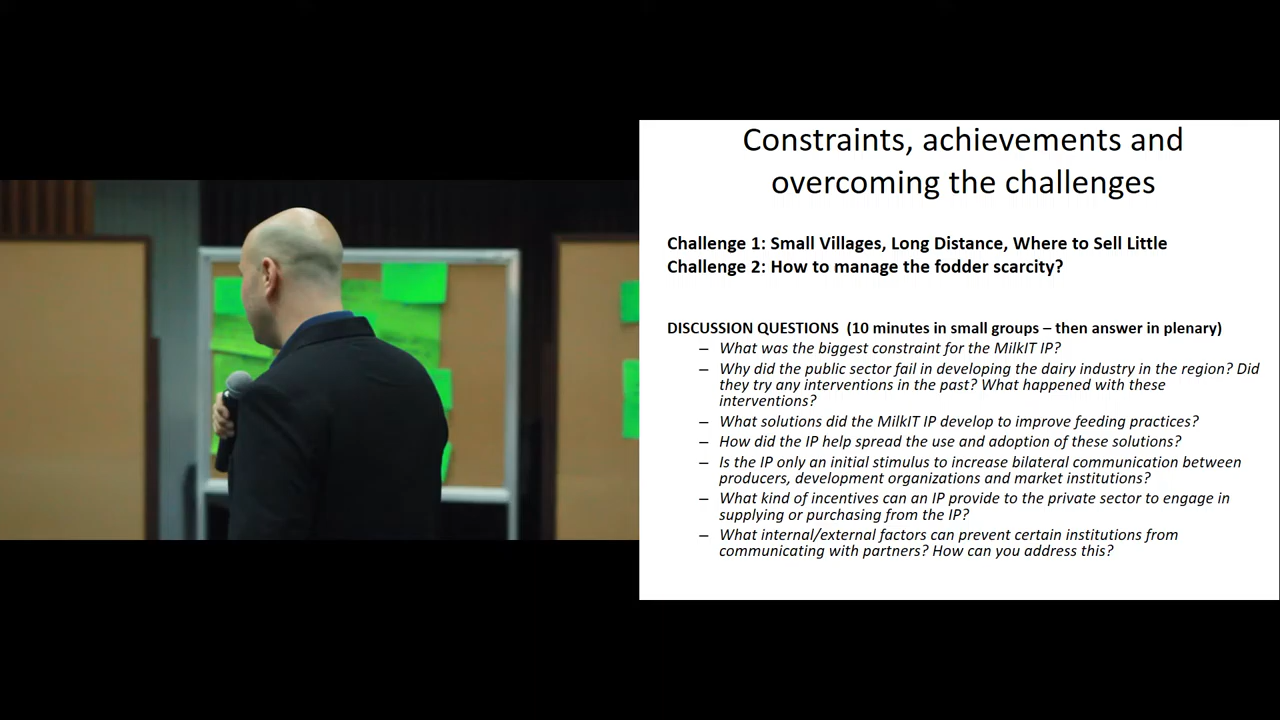 Constraints, achievements and
overcoming the challenges
Challenge 1: Small Villages, Long Distance, Where to Sell Little
Challenge 2: How to manage the fodder scarcity?
DISCUSSION QUESTIONS (10 minutes in small groups – then answer in plenary)
– What was the biggest constraint for the MilkIT IP?
– Why did the public sector fail in developing the dairy industry in the region? Did
they try any interventions in the past? What happened with these
interventions?
– What solutions did the MilkIT IP develop to improve feeding practices?
– How did the IP help spread the use and adoption of these solutions?
– Is the IP only an initial stimulus to increase bilateral communication between
producers, development organizations and market institutions?
– What kind of incentives can an IP provide to the private sector to engage in
supplying or purchasing from the IP?
– What internal/external factors can prevent certain institutions from
communicating with partners? How can you address this?